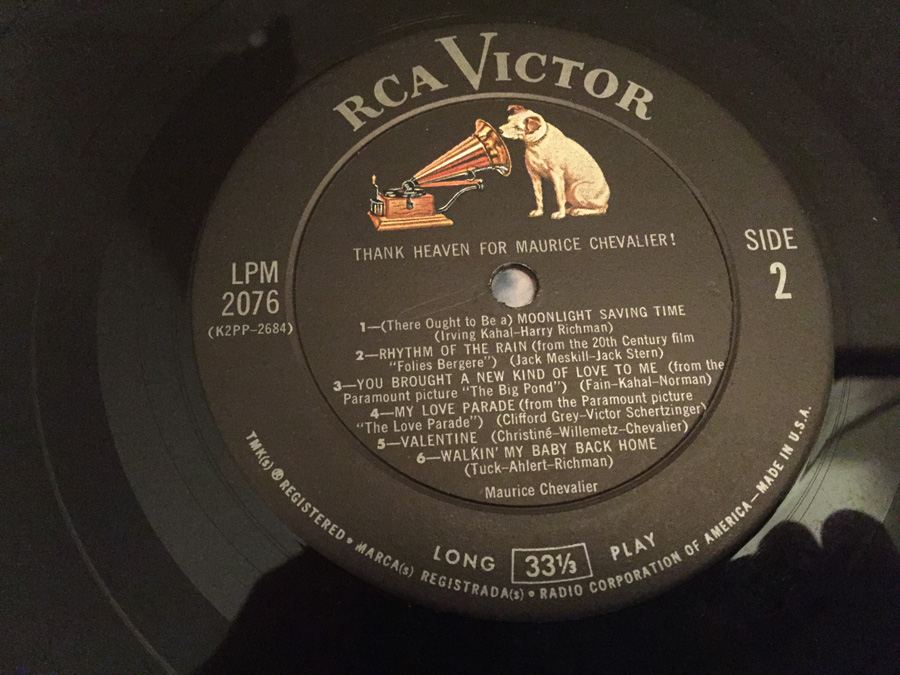 RCA VICTOR
THANK HEAVEN FOR MAURICE CHEVALIER!
LPM
2076
(K2PP-2684)
SIDE
2
1—(There Ought to Be a) MOONLIGHT SAVING TIME
(Irving Kahal-Harry Richman)
2—RHYTHM OF THE RAIN (from the 20th Century film
"Folies Bergere") (Jack Meskill-Jack Stern)
3—YOU BROUGHT A NEW KIND OF LOVE TO ME (from the
Paramount picture "The Big Pond") (Fain-Kahal-Norman)
4—MY LOVE PARADE (from the Paramount picture
"The Love Parade") (Clifford Grey-Victor Schertzinger)
5—VALENTINE (Christiné-Willemetz-Chevalier)
6—WALKIN' MY BABY BACK HOME
(Tuck-Ahlert-Richman)
Maurice Chevalier
LONG 33⅓ PLAY
TMK(s) ® REGISTERED • MARCA(s) REGISTRADA(s) • RADIO CORPORATION OF AMERICA—MADE IN U.S.A.